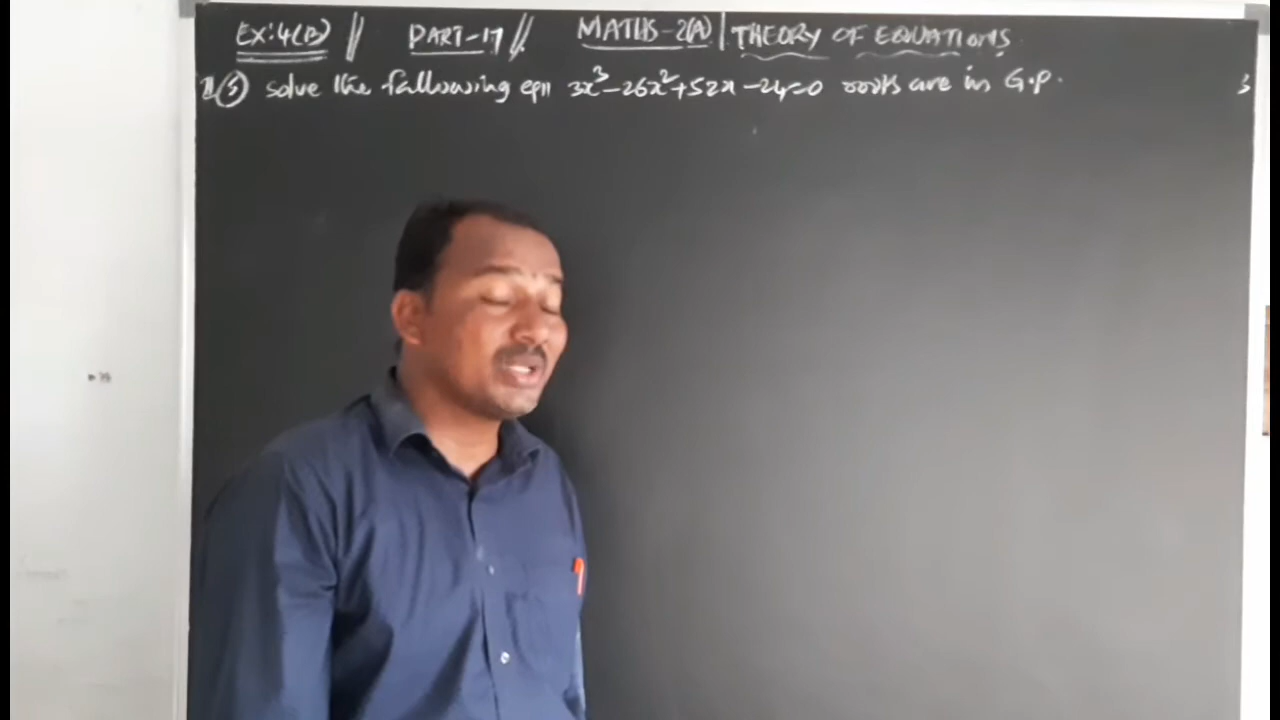 EX:4(B) // PART-17 // MATHS-2(A) | THEORY OF EQUATIONS
II (5) solve the following eqn 3x³-26x²+52x-24=0 roots are in G.P. 3